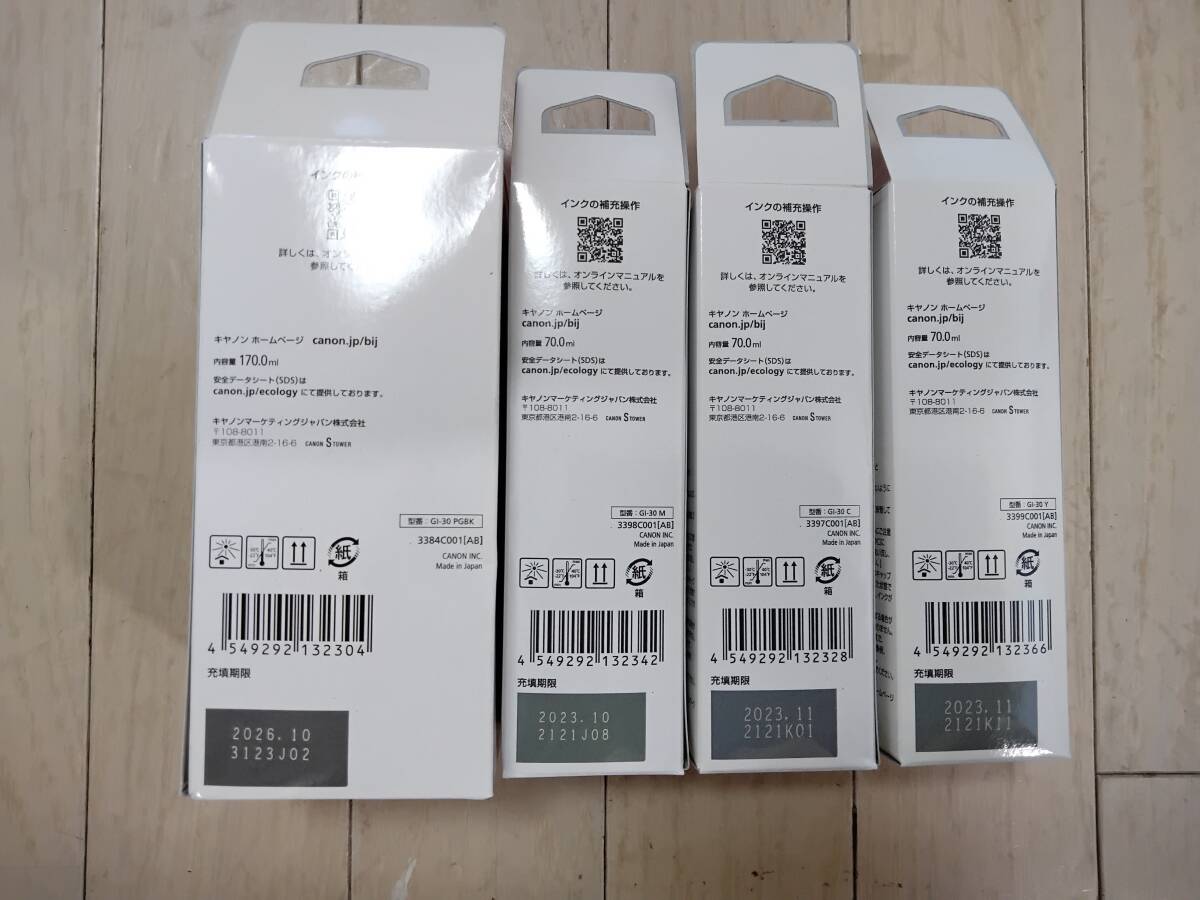 インクの
詳しくは、オン
参照して
キヤノン ホームページ canon.jp/bij
内容量 170.0ml
安全データシート(SDS)は
canon.jp/ecology にて提供しております。
キヤノンマーケティングジャパン株式会社
〒108-8011
東京都港区港南2-16-6 CANON S TOWER
型番: GI-30 PGBK
3384C001[AB]
CANON INC.
Made in Japan
紙
箱
4 549292 132304
充填期限
2026.10
3123J02
インクの補充操作
詳しくは、オンラインマニュアルを
参照してください。
キヤノン ホームページ
canon.jp/bij
内容量 70.0ml
安全データシート(SDS)は
canon.jp/ecology にて提供しております。
キヤノンマーケティングジャパン株式会社
〒108-8011
東京都港区港南2-16-6 CANON S TOWER
型番: GI-30 M
3398C001[AB]
CANON INC.
Made in Japan
紙
箱
4 549292 132342
充填期限
2023.10
2121J08
インクの補充操作
詳しくは、オンラインマニュアルを
参照してください。
キヤノン ホームページ
canon.jp/bij
内容量 70.0ml
安全データシート(SDS)は
canon.jp/ecology にて提供しております。
キヤノンマーケティングジャパン株式会社
〒108-8011
東京都港区港南2-16-6 CANON S TOWER
型番: GI-30 C
3397C001[AB]
CANON INC.
Made in Japan
紙
箱
4 549292 132328
充填期限
2023.11
2121K01
インクの補充操作
詳しくは、オンラインマニュアルを
参照してください。
キヤノン ホームページ
canon.jp/bij
内容量 70.0ml
安全データシート(SDS)は
canon.jp/ecology にて提供しております。
キヤノンマーケティングジャパン株式会社
〒108-8011
東京都港区港南2-16-6 CANON S TOWER
型番: GI-30 Y
3399C001[AB]
CANON INC.
Made in Japan
紙
箱
4 549292 132366
充填期限
2023.11
2121K11